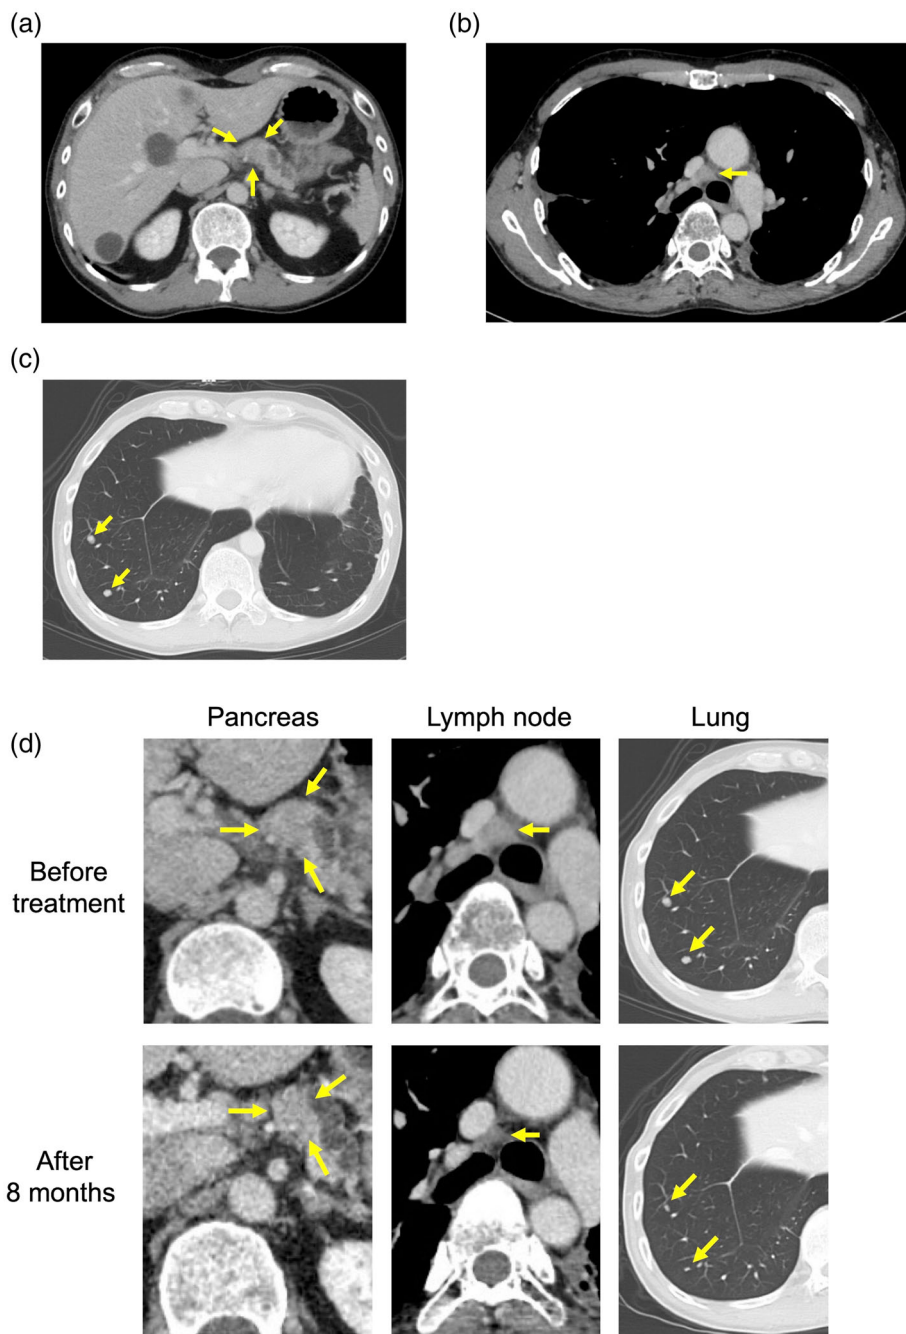 (a)
(b)
(c)
(d)
Pancreas
Lymph node
Lung
Before
treatment
After
8 months